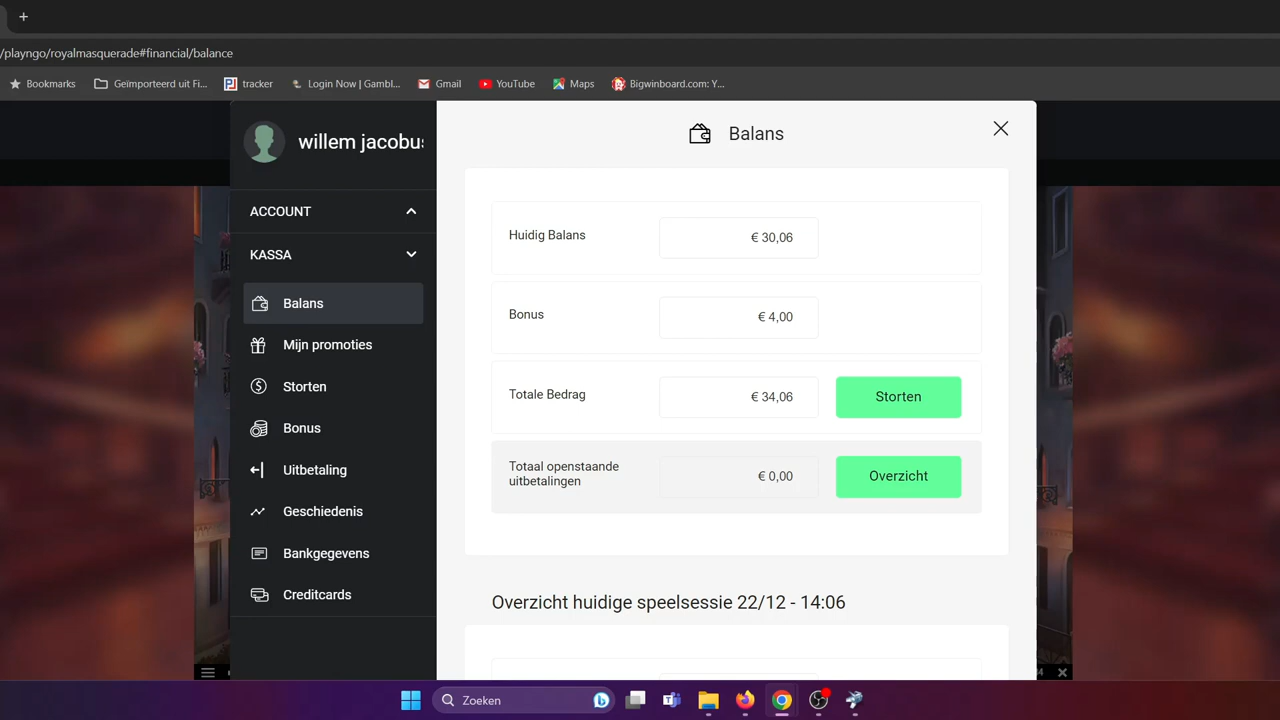 /playngo/royalmasquerade#financial/balance
Bookmarks
Geïmporteerd uit Fi...
tracker
Login Now | Gambl...
Gmail
YouTube
Maps
Bigwinboard.com: Y...
willem jacobus
Balans
ACCOUNT
KASSA
Balans
Mijn promoties
Storten
Bonus
Uitbetaling
Geschiedenis
Bankgegevens
Creditcards
Huidig Balans
€ 30,06
Bonus
€ 4,00
Totale Bedrag
€ 34,06
Storten
Totaal openstaande
uitbetalingen
€ 0,00
Overzicht
Overzicht huidige speelsessie 22/12 - 14:06
Zoeken